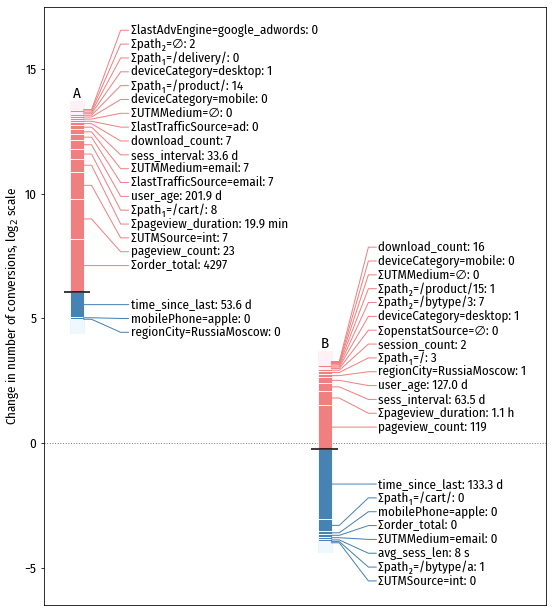 Change in number of conversions, log₂ scale
15
10
5
0
−5
A
ΣlastAdvEngine=google_adwords: 0
Σpath₂=∅: 2
Σpath₁=/delivery/: 0
deviceCategory=desktop: 1
Σpath₁=/product/: 14
deviceCategory=mobile: 0
ΣUTMMedium=∅: 0
ΣlastTrafficSource=ad: 0
download_count: 7
sess_interval: 33.6 d
ΣUTMMedium=email: 7
ΣlastTrafficSource=email: 7
user_age: 201.9 d
Σpath₁=/cart/: 8
Σpageview_duration: 19.9 min
ΣUTMSource=int: 7
pageview_count: 23
Σorder_total: 4297
time_since_last: 53.6 d
mobilePhone=apple: 0
regionCity=RussiaMoscow: 0
B
download_count: 16
deviceCategory=mobile: 0
ΣUTMMedium=∅: 0
Σpath₂=/product/15: 1
Σpath₂=/bytype/3: 7
deviceCategory=desktop: 1
ΣopenstatSource=∅: 0
session_count: 2
Σpath₁=/: 3
regionCity=RussiaMoscow: 1
user_age: 127.0 d
sess_interval: 63.5 d
Σpageview_duration: 1.1 h
pageview_count: 119
time_since_last: 133.3 d
Σpath₁=/cart/: 0
mobilePhone=apple: 0
Σorder_total: 0
ΣUTMMedium=email: 0
avg_sess_len: 8 s
Σpath₂=/bytype/a: 1
ΣUTMSource=int: 0